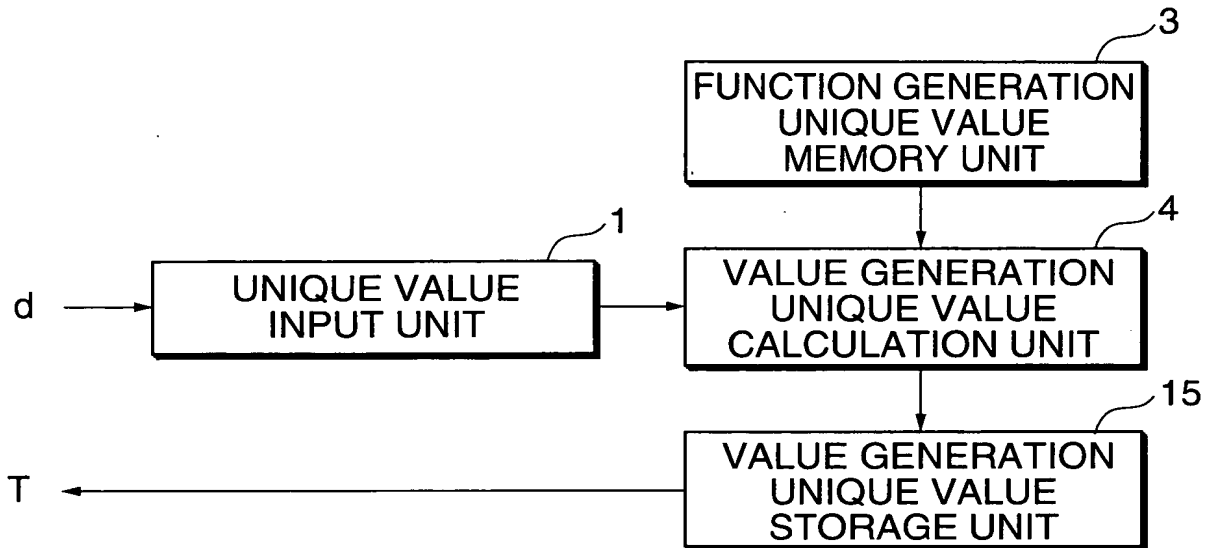 3
FUNCTION GENERATION
UNIQUE VALUE
MEMORY UNIT
1
4
d
UNIQUE VALUE
INPUT UNIT
VALUE GENERATION
UNIQUE VALUE
CALCULATION UNIT
15
T
VALUE GENERATION
UNIQUE VALUE
STORAGE UNIT